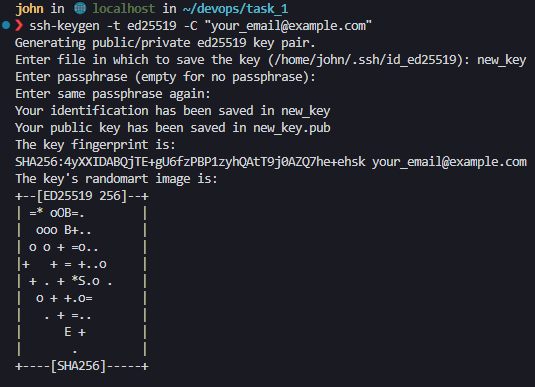 john in 🌐 localhost in ~/devops/task_1
❯ ssh-keygen -t ed25519 -C "your_email@example.com"
Generating public/private ed25519 key pair.
Enter file in which to save the key (/home/john/.ssh/id_ed25519): new_key
Enter passphrase (empty for no passphrase):
Enter same passphrase again:
Your identification has been saved in new_key
Your public key has been saved in new_key.pub
The key fingerprint is:
SHA256:4yXXIDABQjTE+gU6fzPBP1zyhQAtT9j0AZQ7he+ehsk your_email@example.com
The key's randomart image is:
+--[ED25519 256]--+
| =* oOB=.        |
|  ooo B+..       |
| o o + =o..      |
|+   + = +..o     |
| + . + *S.o .    |
|  o + +.o=       |
|   . + =..       |
|      E +        |
|       .         |
+----[SHA256]-----+